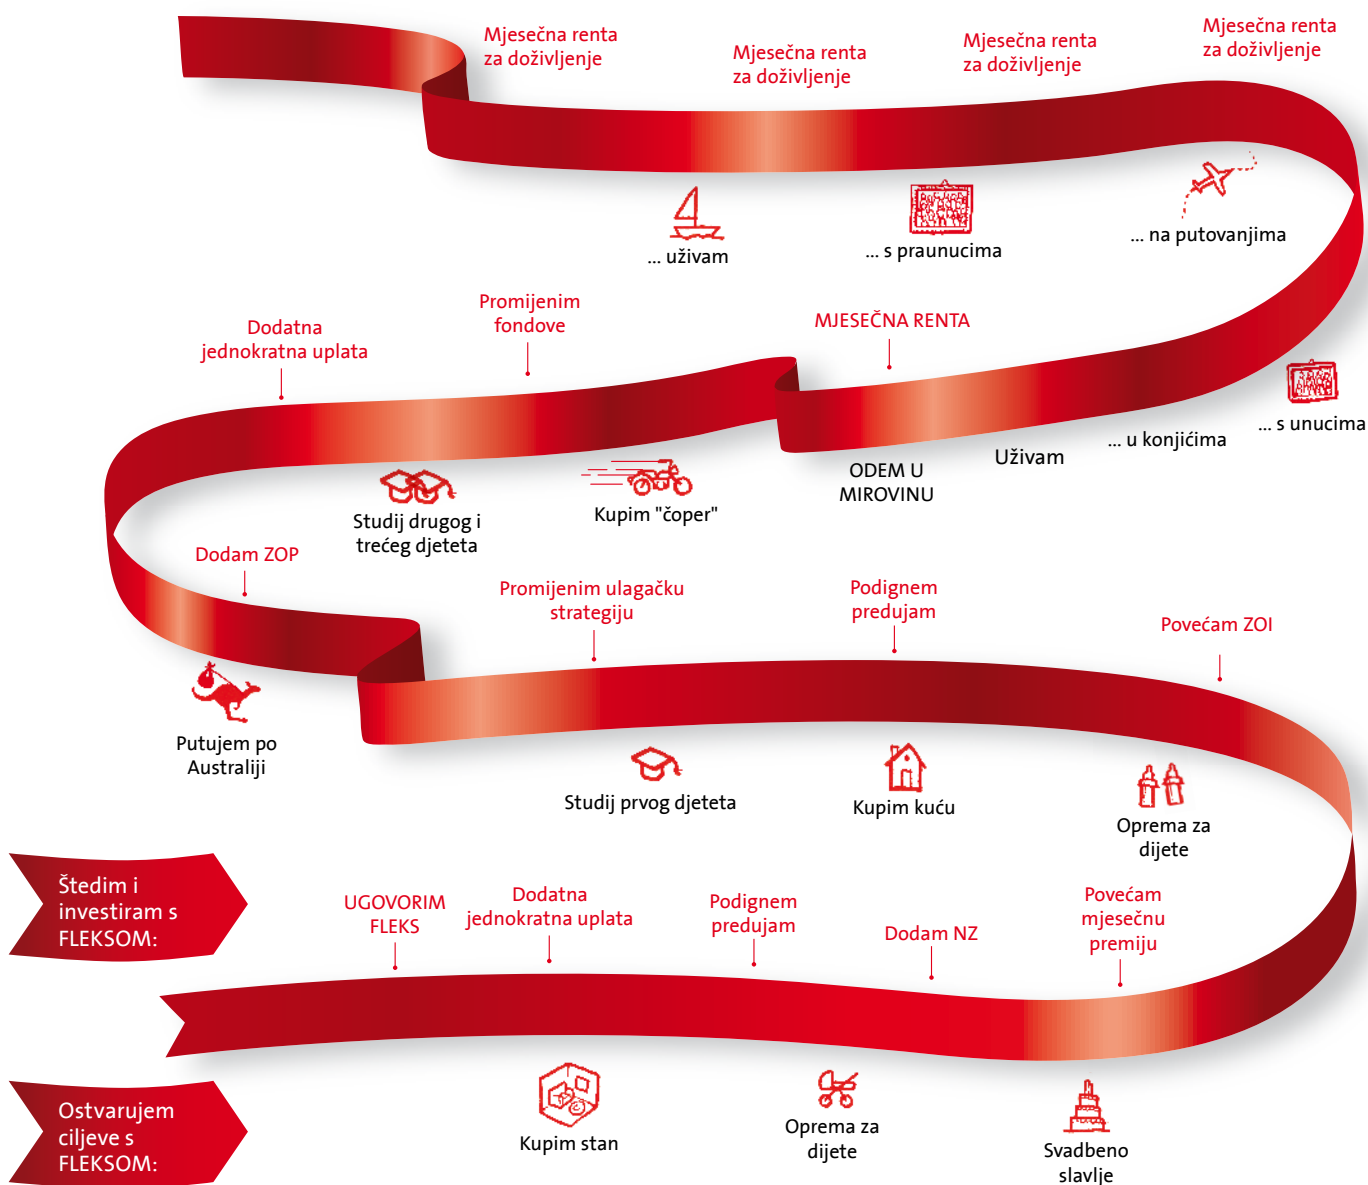 Mjesečna renta
za doživljenje
Mjesečna renta
za doživljenje
Mjesečna renta
za doživljenje
Mjesečna renta
za doživljenje
... uživam
... s praunucima
... na putovanjima
Dodatna
jednokratna uplata
Promijenim
fondove
MJESEČNA RENTA
Studij drugog i
trećeg djeteta
Kupim "čoper"
ODEM U
MIROVINU
Uživam
... u konjićima
... s unucima
Dodam ZOP
Promijenim ulagačku
strategiju
Podignem
predujam
Povećam ZOI
Putujem po
Australiji
Studij prvog djeteta
Kupim kuću
Oprema za
dijete
Štedim i
investiram s
FLEKSOM:
UGOVORIM
FLEKS
Dodatna
jednokratna uplata
Podignem
predujam
Dodam NZ
Povećam
mjesečnu
premiju
Ostvarujem
ciljeve s
FLEKSOM:
Kupim stan
Oprema za
dijete
Svadbeno
slavlje